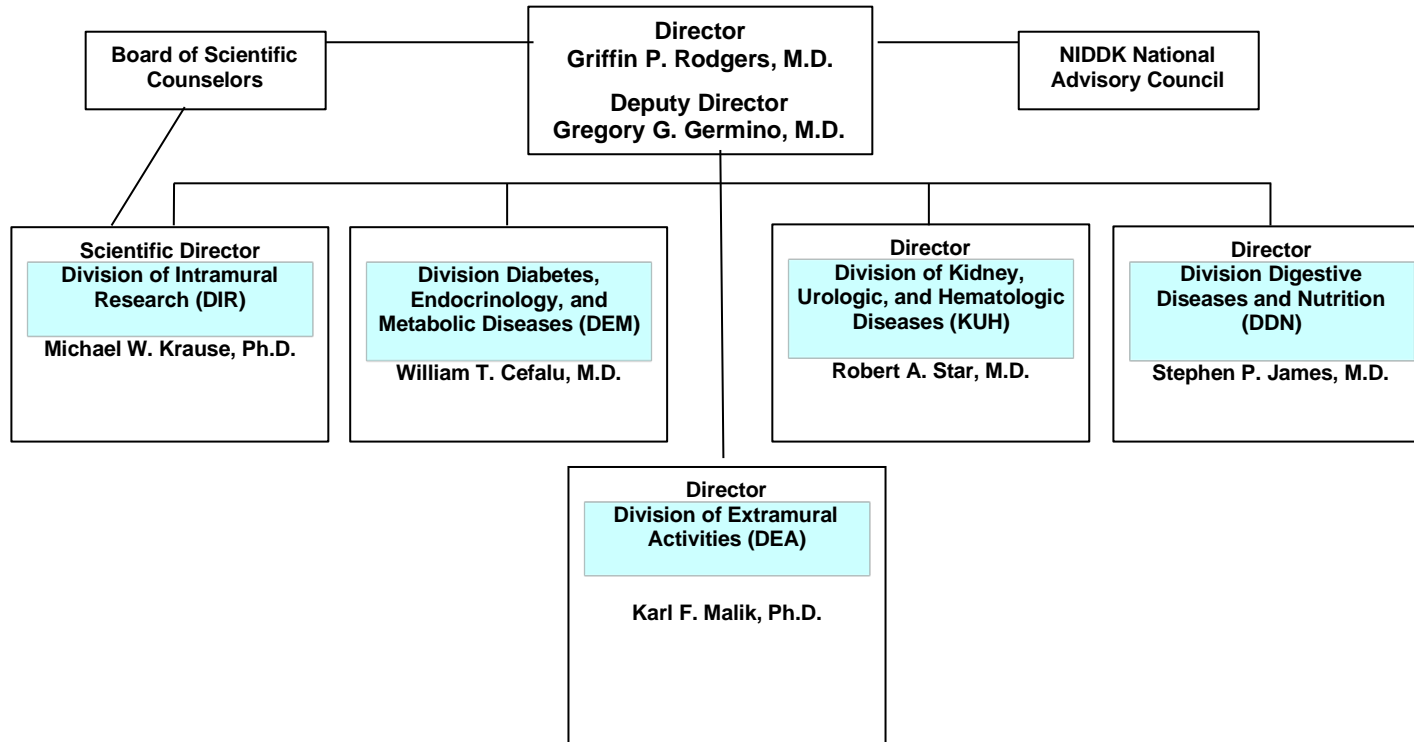 Director
Griffin P. Rodgers, M.D.
Deputy Director
Gregory G. Germino, M.D.
Board of Scientific
Counselors
NIDDK National
Advisory Council
Scientific Director
Division of Intramural
Research (DIR)
Michael W. Krause, Ph.D.
Division Diabetes,
Endocrinology, and
Metabolic Diseases (DEM)
William T. Cefalu, M.D.
Director
Division of Kidney,
Urologic, and Hematologic
Diseases (KUH)
Robert A. Star, M.D.
Director
Division Digestive
Diseases and Nutrition
(DDN)
Stephen P. James, M.D.
Director
Division of Extramural
Activities (DEA)
Karl F. Malik, Ph.D.